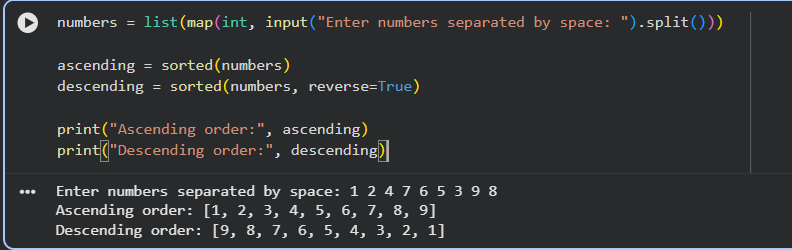 numbers = list(map(int, input("Enter numbers separated by space: ").split()))
ascending = sorted(numbers)
descending = sorted(numbers, reverse=True)
print("Ascending order:", ascending)
print("Descending order:", descending)
Enter numbers separated by space: 1 2 4 7 6 5 3 9 8
Ascending order: [1, 2, 3, 4, 5, 6, 7, 8, 9]
Descending order: [9, 8, 7, 6, 5, 4, 3, 2, 1]